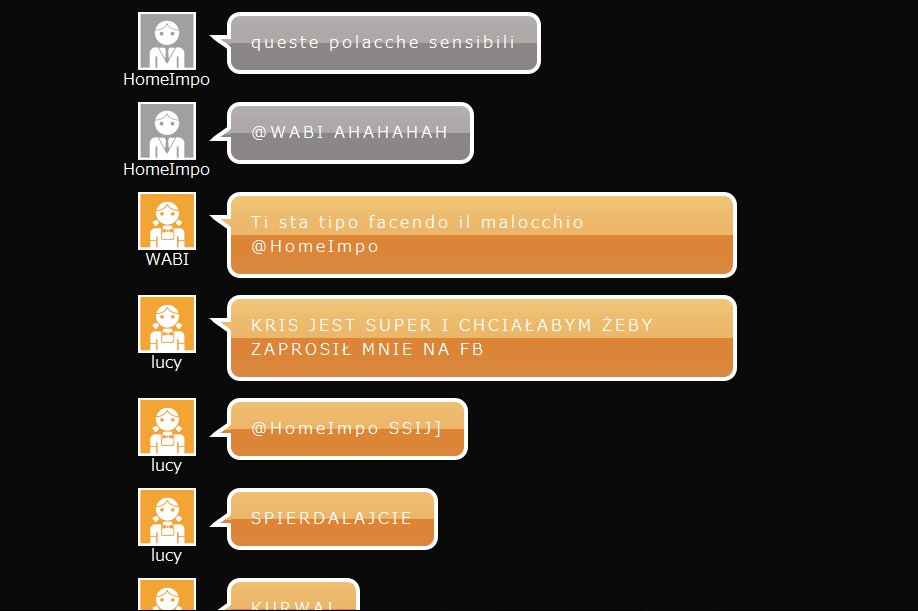 queste polacche sensibili
HomeImpo
@WABI AHAHAHAH
HomeImpo
Ti sta tipo facendo il malocchio
@HomeImpo
WABI
KRIS JEST SUPER I CHCIAŁABYM ŻEBY
ZAPROSIŁ MNIE NA FB
lucy
@HomeImpo SSIJ]
lucy
SPIERDALAJCIE
lucy
KURWA!